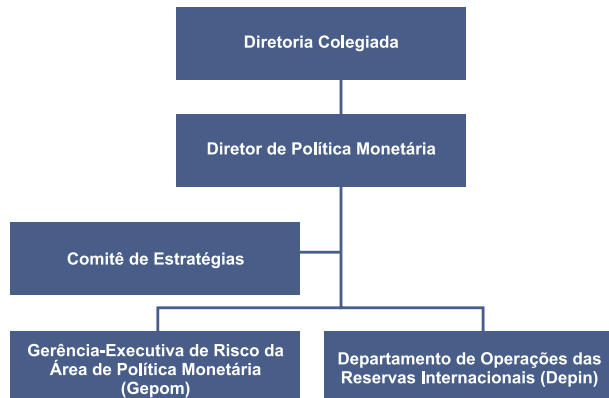 Diretoria Colegiada
Diretor de Política Monetária
Comitê de Estratégias
Gerência-Executiva de Risco da
Área de Política Monetária
(Gepom)
Departamento de Operações das
Reservas Internacionais (Depin)